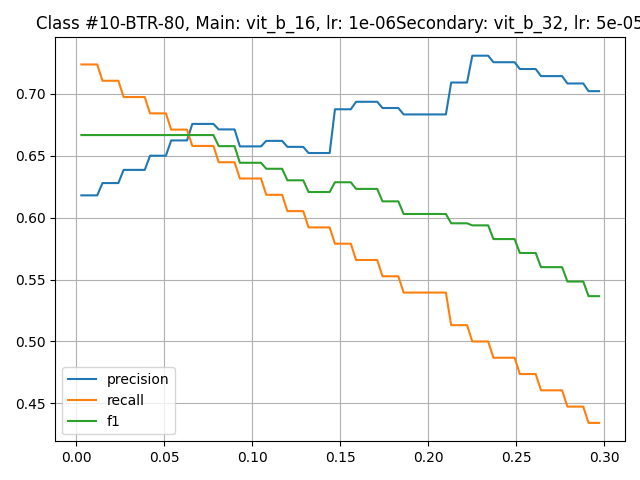 Class #10-BTR-80, Main: vit_b_16, lr: 1e-06Secondary: vit_b_32, lr: 5e-05
0.70
0.65
0.60
0.55
0.50
0.45
precision
recall
f1
0.00 0.05 0.10 0.15 0.20 0.25 0.30